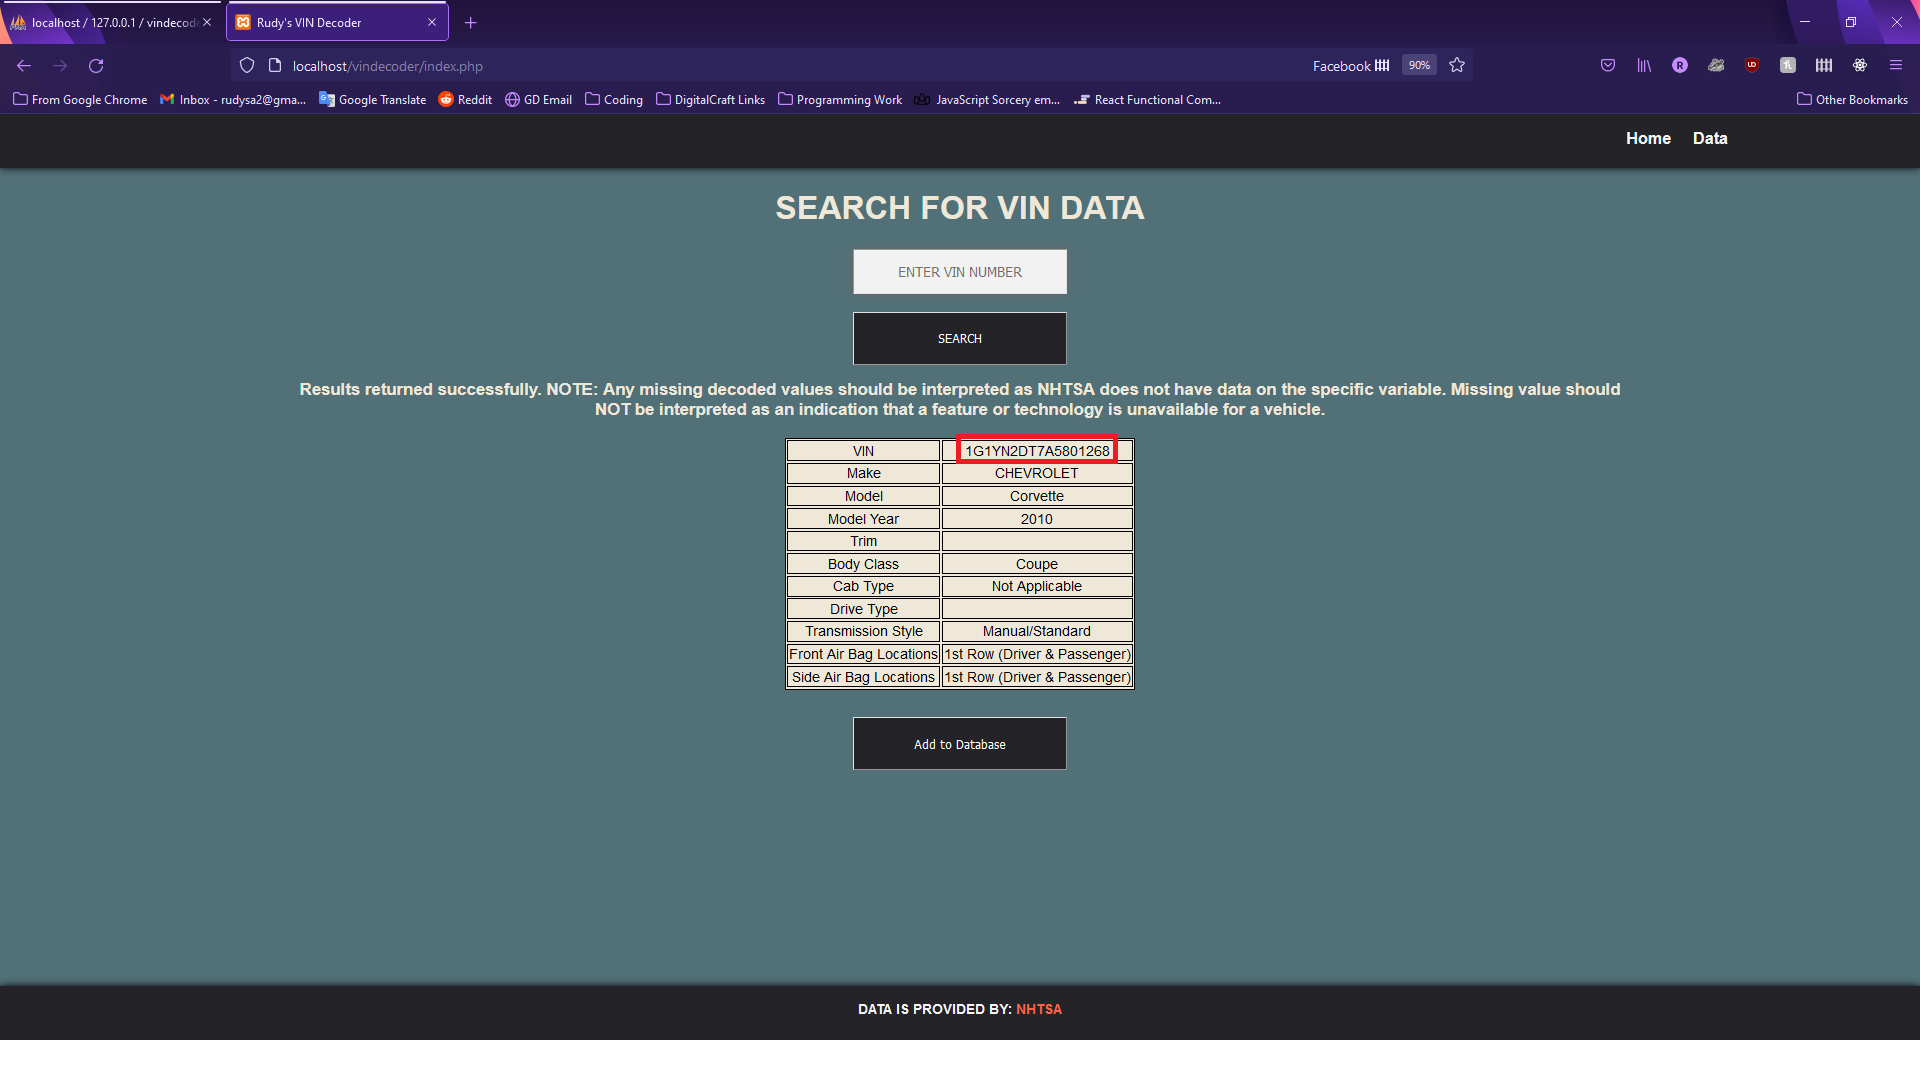 localhost / 127.0.0.1 / vindecode
Rudy's VIN Decoder
localhost/vindecoder/index.php
Facebook
90%
From Google Chrome
Inbox - rudysa2@gma...
Google Translate
Reddit
GD Email
Coding
DigitalCraft Links
Programming Work
JavaScript Sorcery em...
React Functional Com...
Other Bookmarks
Home Data
SEARCH FOR VIN DATA
ENTER VIN NUMBER
SEARCH
Results returned successfully. NOTE: Any missing decoded values should be interpreted as NHTSA does not have data on the specific variable. Missing value should
NOT be interpreted as an indication that a feature or technology is unavailable for a vehicle.
VIN 1G1YN2DT7A5801268
Make CHEVROLET
Model Corvette
Model Year 2010
Trim
Body Class Coupe
Cab Type Not Applicable
Drive Type
Transmission Style Manual/Standard
Front Air Bag Locations 1st Row (Driver & Passenger)
Side Air Bag Locations 1st Row (Driver & Passenger)
Add to Database
DATA IS PROVIDED BY: NHTSA